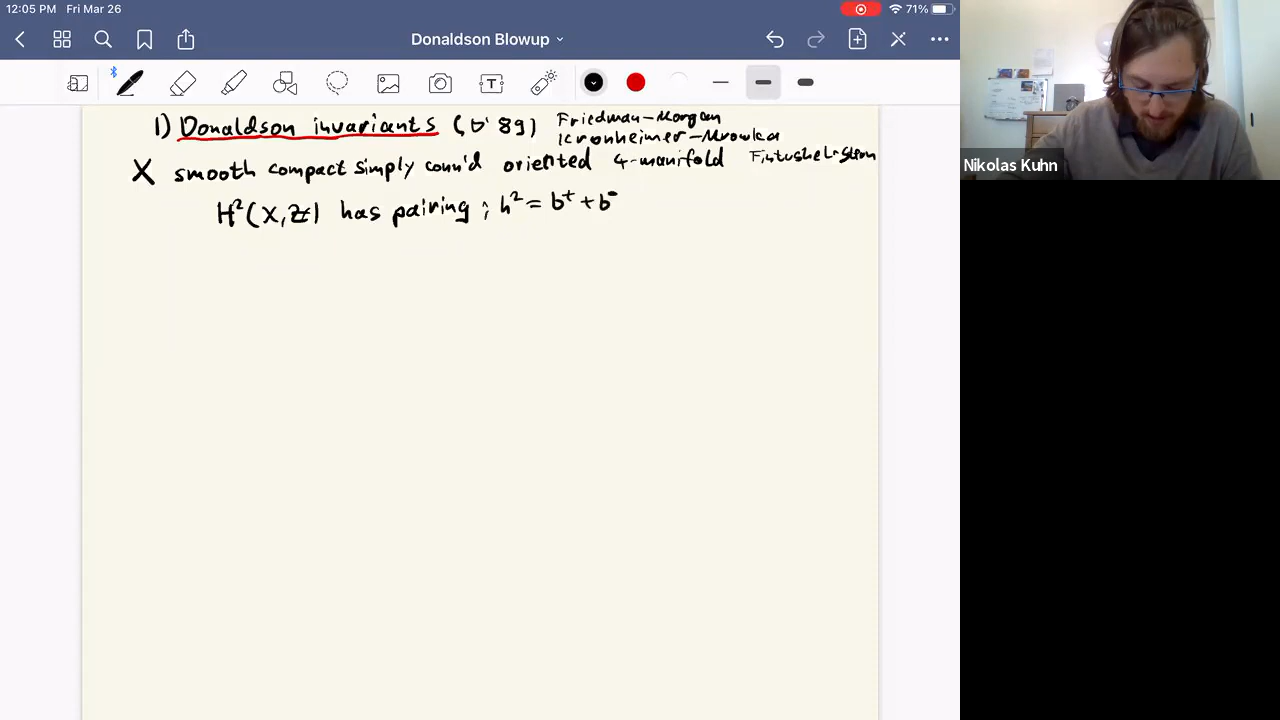 12:05 PM Fri Mar 26
71%
Donaldson Blowup
1) Donaldson invariants (D '89) Friedman-Morgan
Kronheimer-Mrowka
X smooth compact simply conn'd oriented 4-manifold Fintushel-Stern
H²(X,Z) has pairing ; h² = b⁺ + b⁻
Nikolas Kuhn